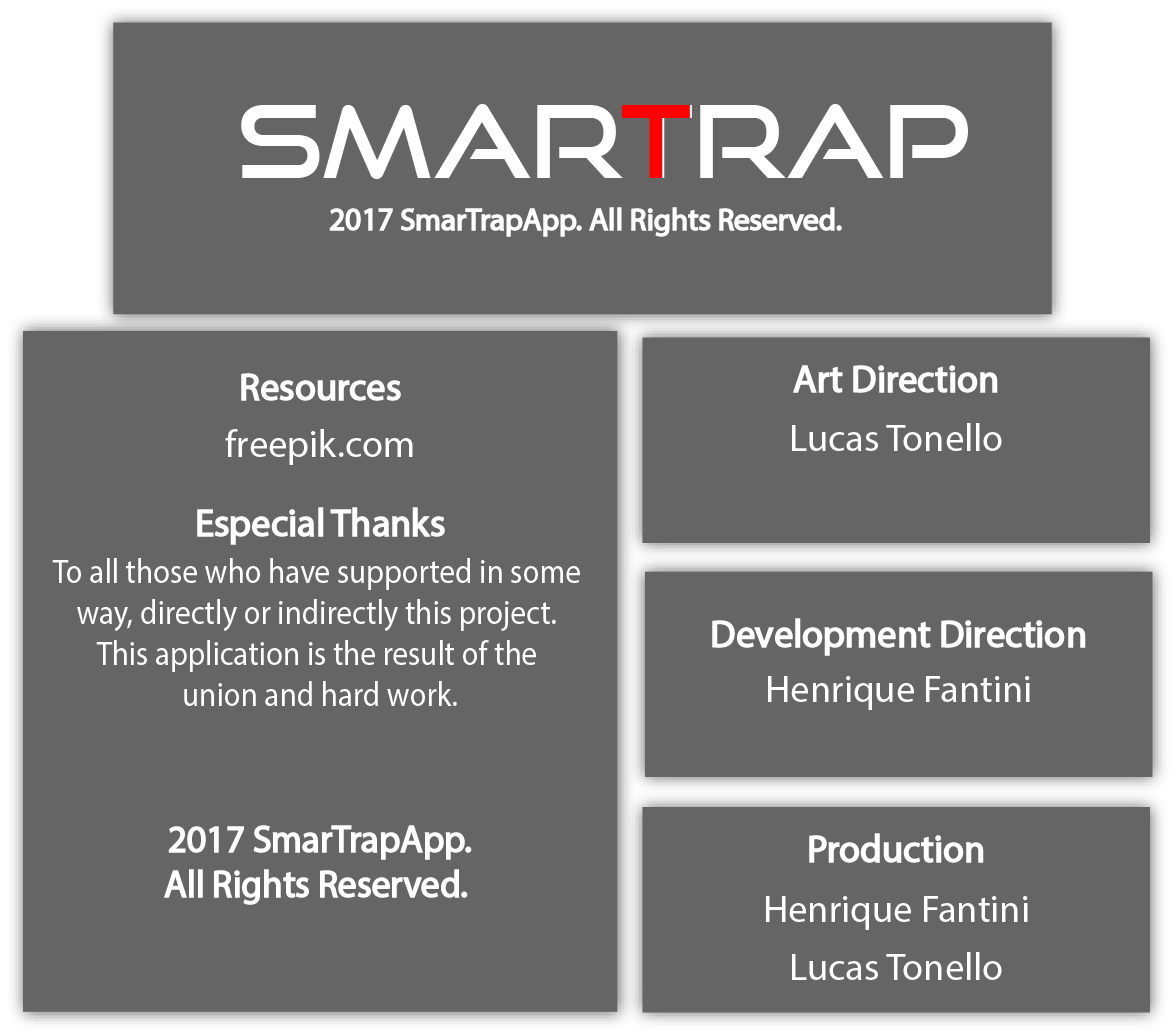 SMARTRAP
2017 SmarTrapApp. All Rights Reserved.
Resources
freepik.com
Especial Thanks
To all those who have supported in some
way, directly or indirectly this project.
This application is the result of the
union and hard work.
2017 SmarTrapApp.
All Rights Reserved.
Art Direction
Lucas Tonello
Development Direction
Henrique Fantini
Production
Henrique Fantini
Lucas Tonello